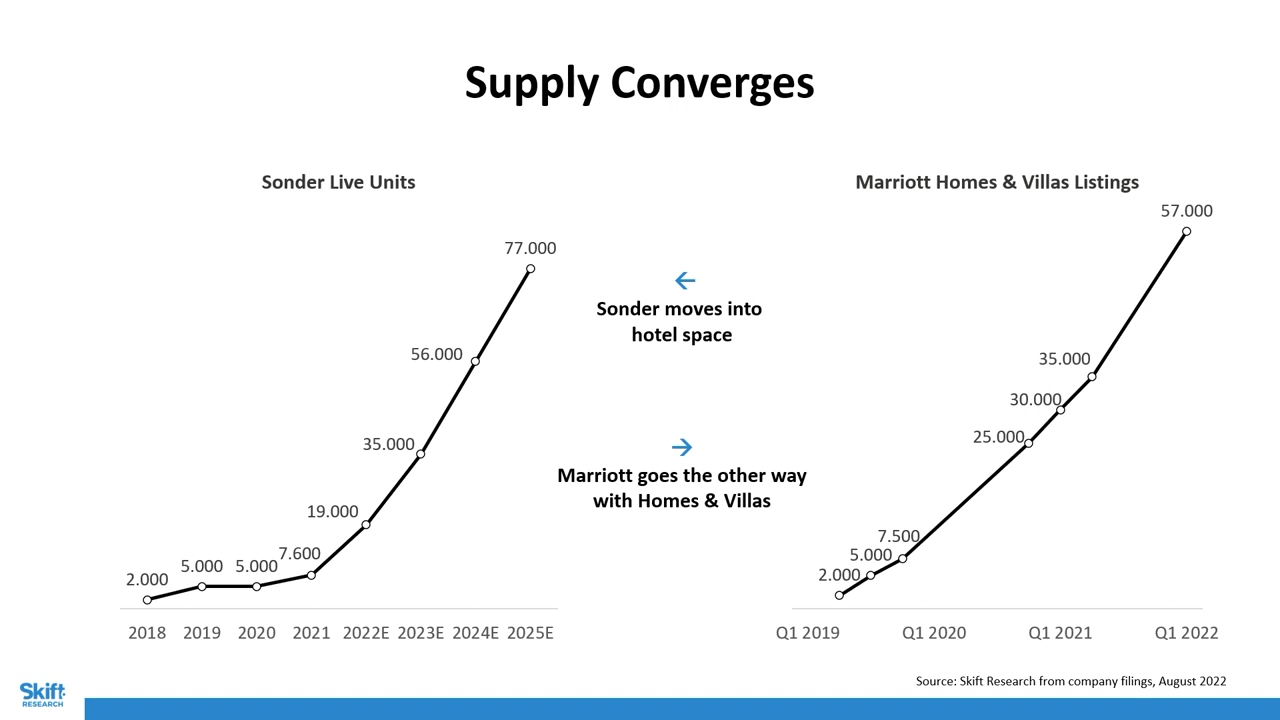 Supply Converges
Sonder Live Units
77.000
56.000
35.000
19.000
7.600
5.000
5.000
2.000
2018 2019 2020 2021 2022E 2023E 2024E 2025E
←
Sonder moves into
hotel space
→
Marriott goes the other way
with Homes & Villas
Marriott Homes & Villas Listings
57.000
35.000
30.000
25.000
7.500
5.000
2.000
Q1 2019 Q1 2020 Q1 2021 Q1 2022
Source: Skift Research from company filings, August 2022
Skift
RESEARCH